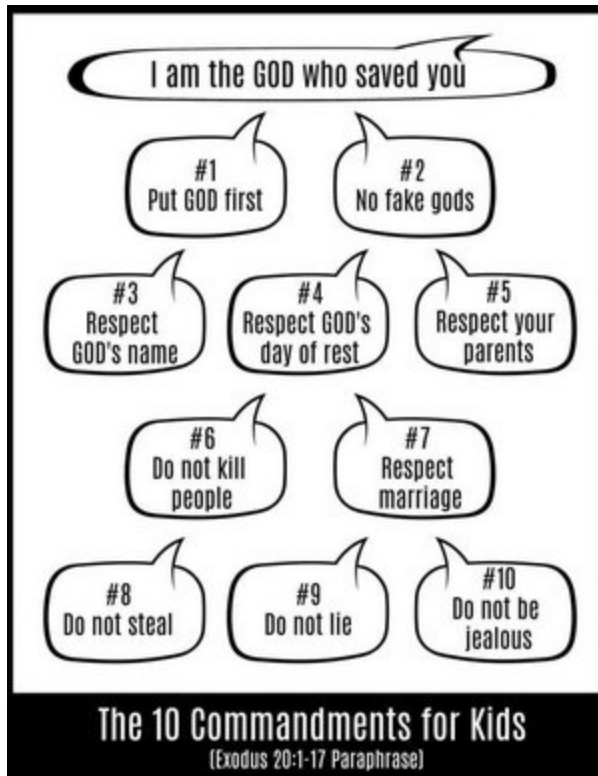 I am the GOD who saved you
#1
Put GOD first
#2
No fake gods
#3
Respect
GOD's name
#4
Respect GOD's
day of rest
#5
Respect your
parents
#6
Do not kill
people
#7
Respect
marriage
#8
Do not steal
#9
Do not lie
#10
Do not be
jealous
The 10 Commandments for Kids
(Exodus 20:1-17 Paraphrase)